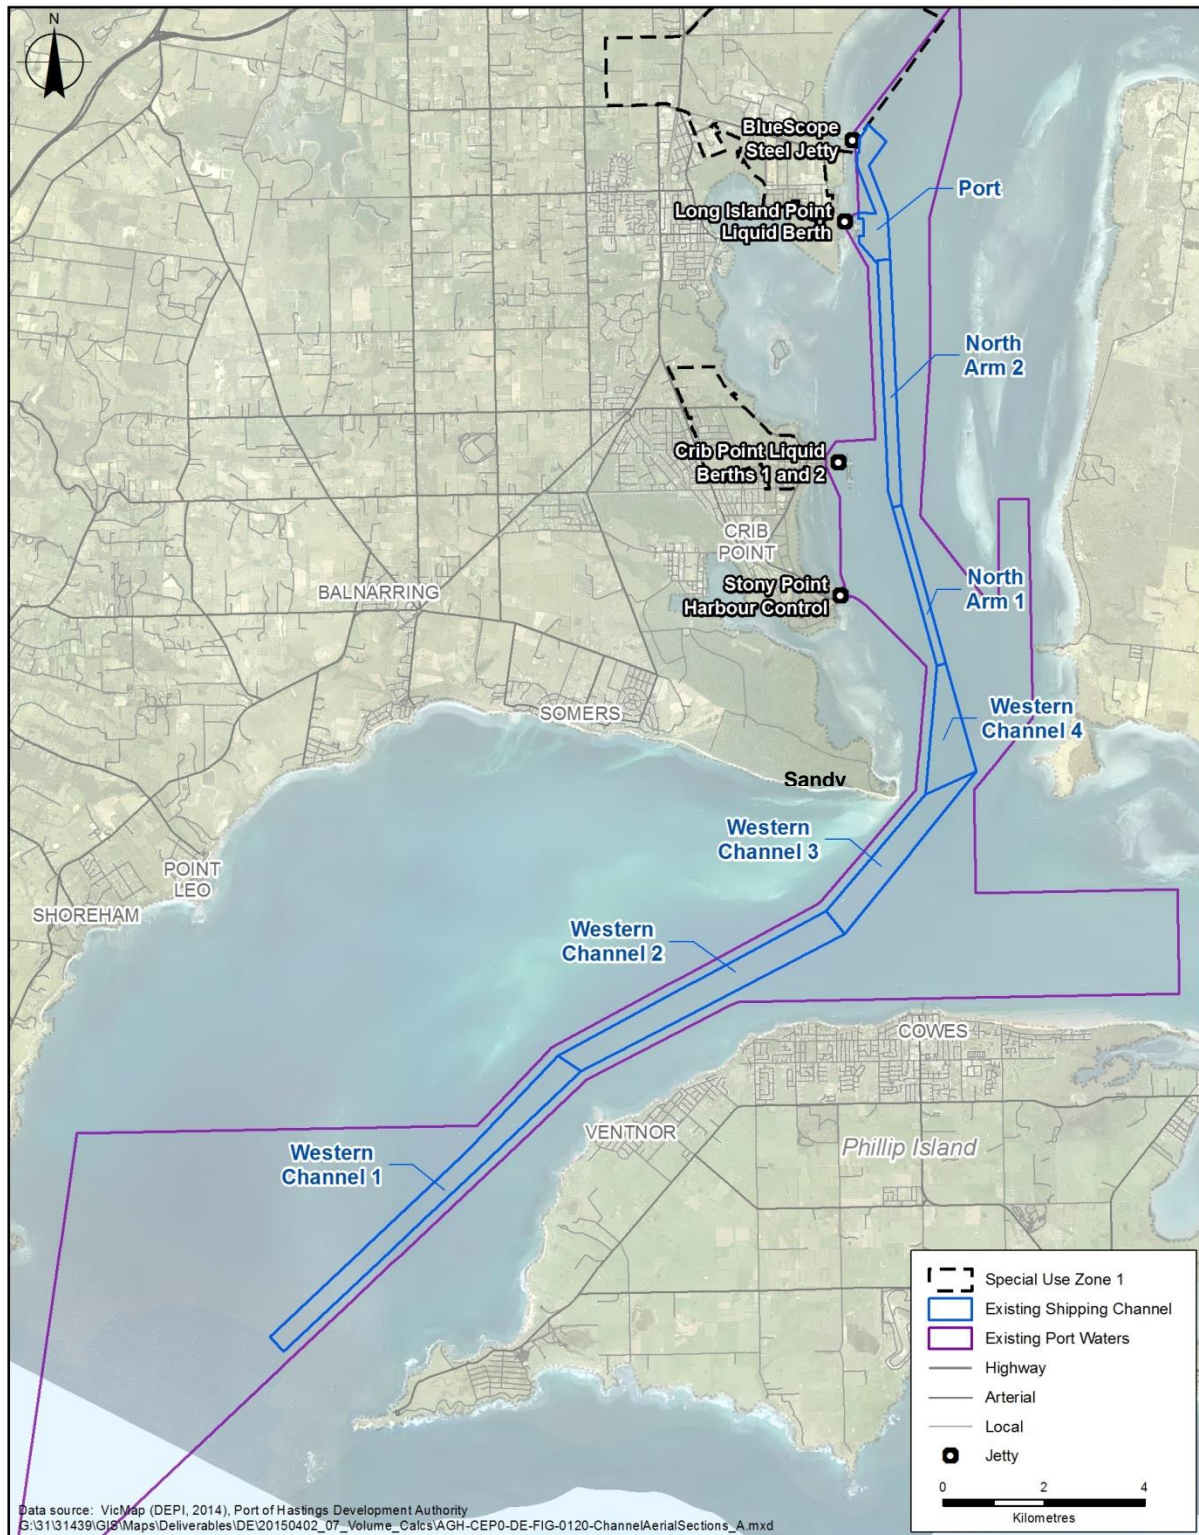 N
BlueScope
Steel Jetty
Port
Long Island Point
Liquid Berth
North
Arm 2
Crib Point Liquid
Berths 1 and 2
CRIB
POINT
North
Arm 1
Stony Point
Harbour Control
BALNARRING
SOMERS
Western
Channel 4
Sandy
Western
Channel 3
POINT
LEO
SHOREHAM
Western
Channel 2
COWES
VENTNOR
Phillip Island
Western
Channel 1
Special Use Zone 1
Existing Shipping Channel
Existing Port Waters
Highway
Arterial
Local
Jetty
0 2 4
Kilometres
Data source: VicMap (DEPI, 2014), Port of Hastings Development Authority
G:\31\31439\GIS\Maps\Deliverables\DE\20150402_07_Volume_Calcs\AGH-CEP0-DE-FIG-0120-ChannelAerialSections_A.mxd